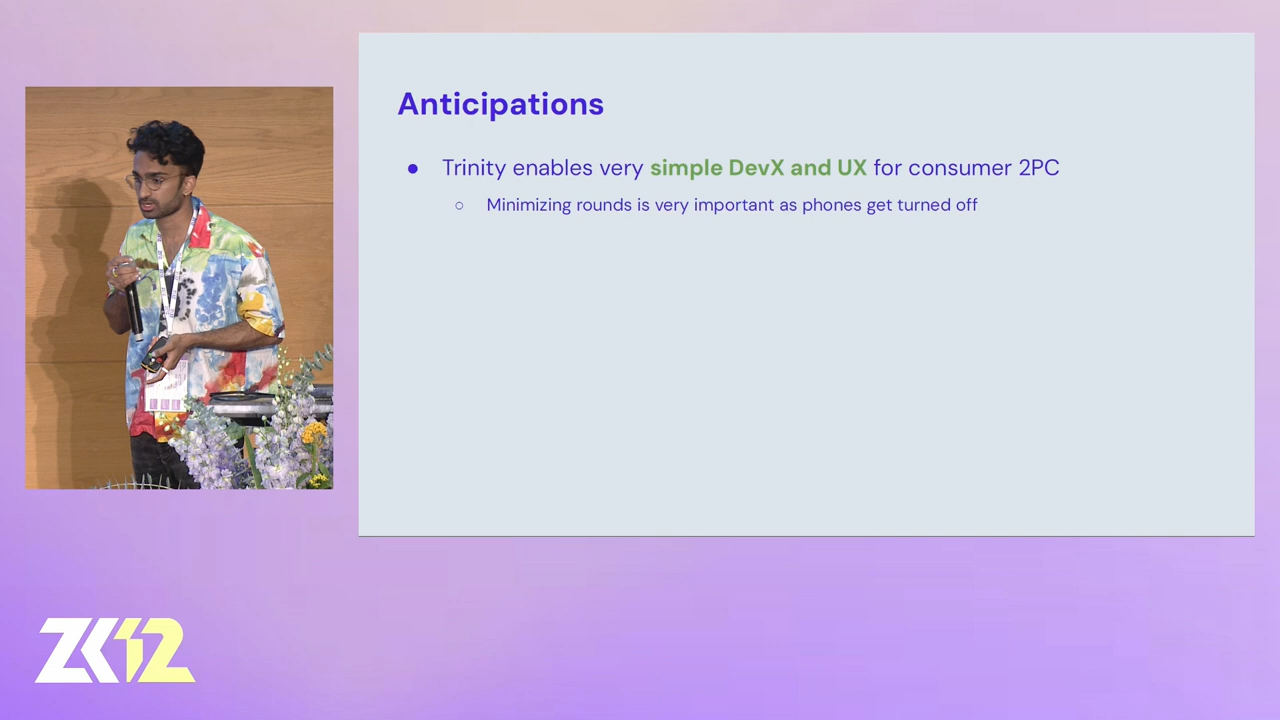 Anticipations
● Trinity enables very simple DevX and UX for consumer 2PC
○ Minimizing rounds is very important as phones get turned off
ZK12